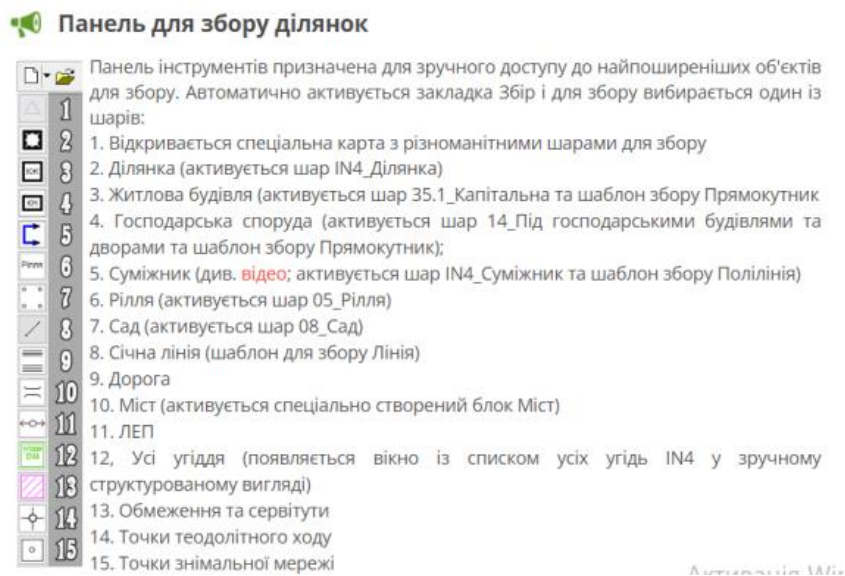 Панель для збору ділянок
Панель інструментів призначена для зручного доступу до найпоширеніших об'єктів
для збору. Автоматично активується закладка Збір і для збору вибирається один із
шарів:
1. Відкривається спеціальна карта з різноманітними шарами для збору
2. Ділянка (активується шар IN4_Ділянка)
3. Житлова будівля (активується шар 35.1_Капітальна та шаблон збору Прямокутник
4. Господарська споруда (активується шар 14_Під господарськими будівлями та
дворами та шаблон збору Прямокутник);
5. Суміжник (див. відео; активується шар IN4_Суміжник та шаблон збору Полілінія)
6. Рілля (активується шар 05_Рілля)
7. Сад (активується шар 08_Сад)
8. Січна лінія (шаблон для збору Лінія)
9. Дорога
10. Міст (активується спеціально створений блок Міст)
11. ЛЕП
12, Усі угіддя (появляється вікно із списком усіх угідь IN4 у зручному
структурованому вигляді)
13. Обмеження та сервітути
14. Точки теодолітного ходу
15. Точки знімальної мережі
1
2
3
4
5
Рілля 6
7
8
9
10
11
12
13
14
15
Активація Win